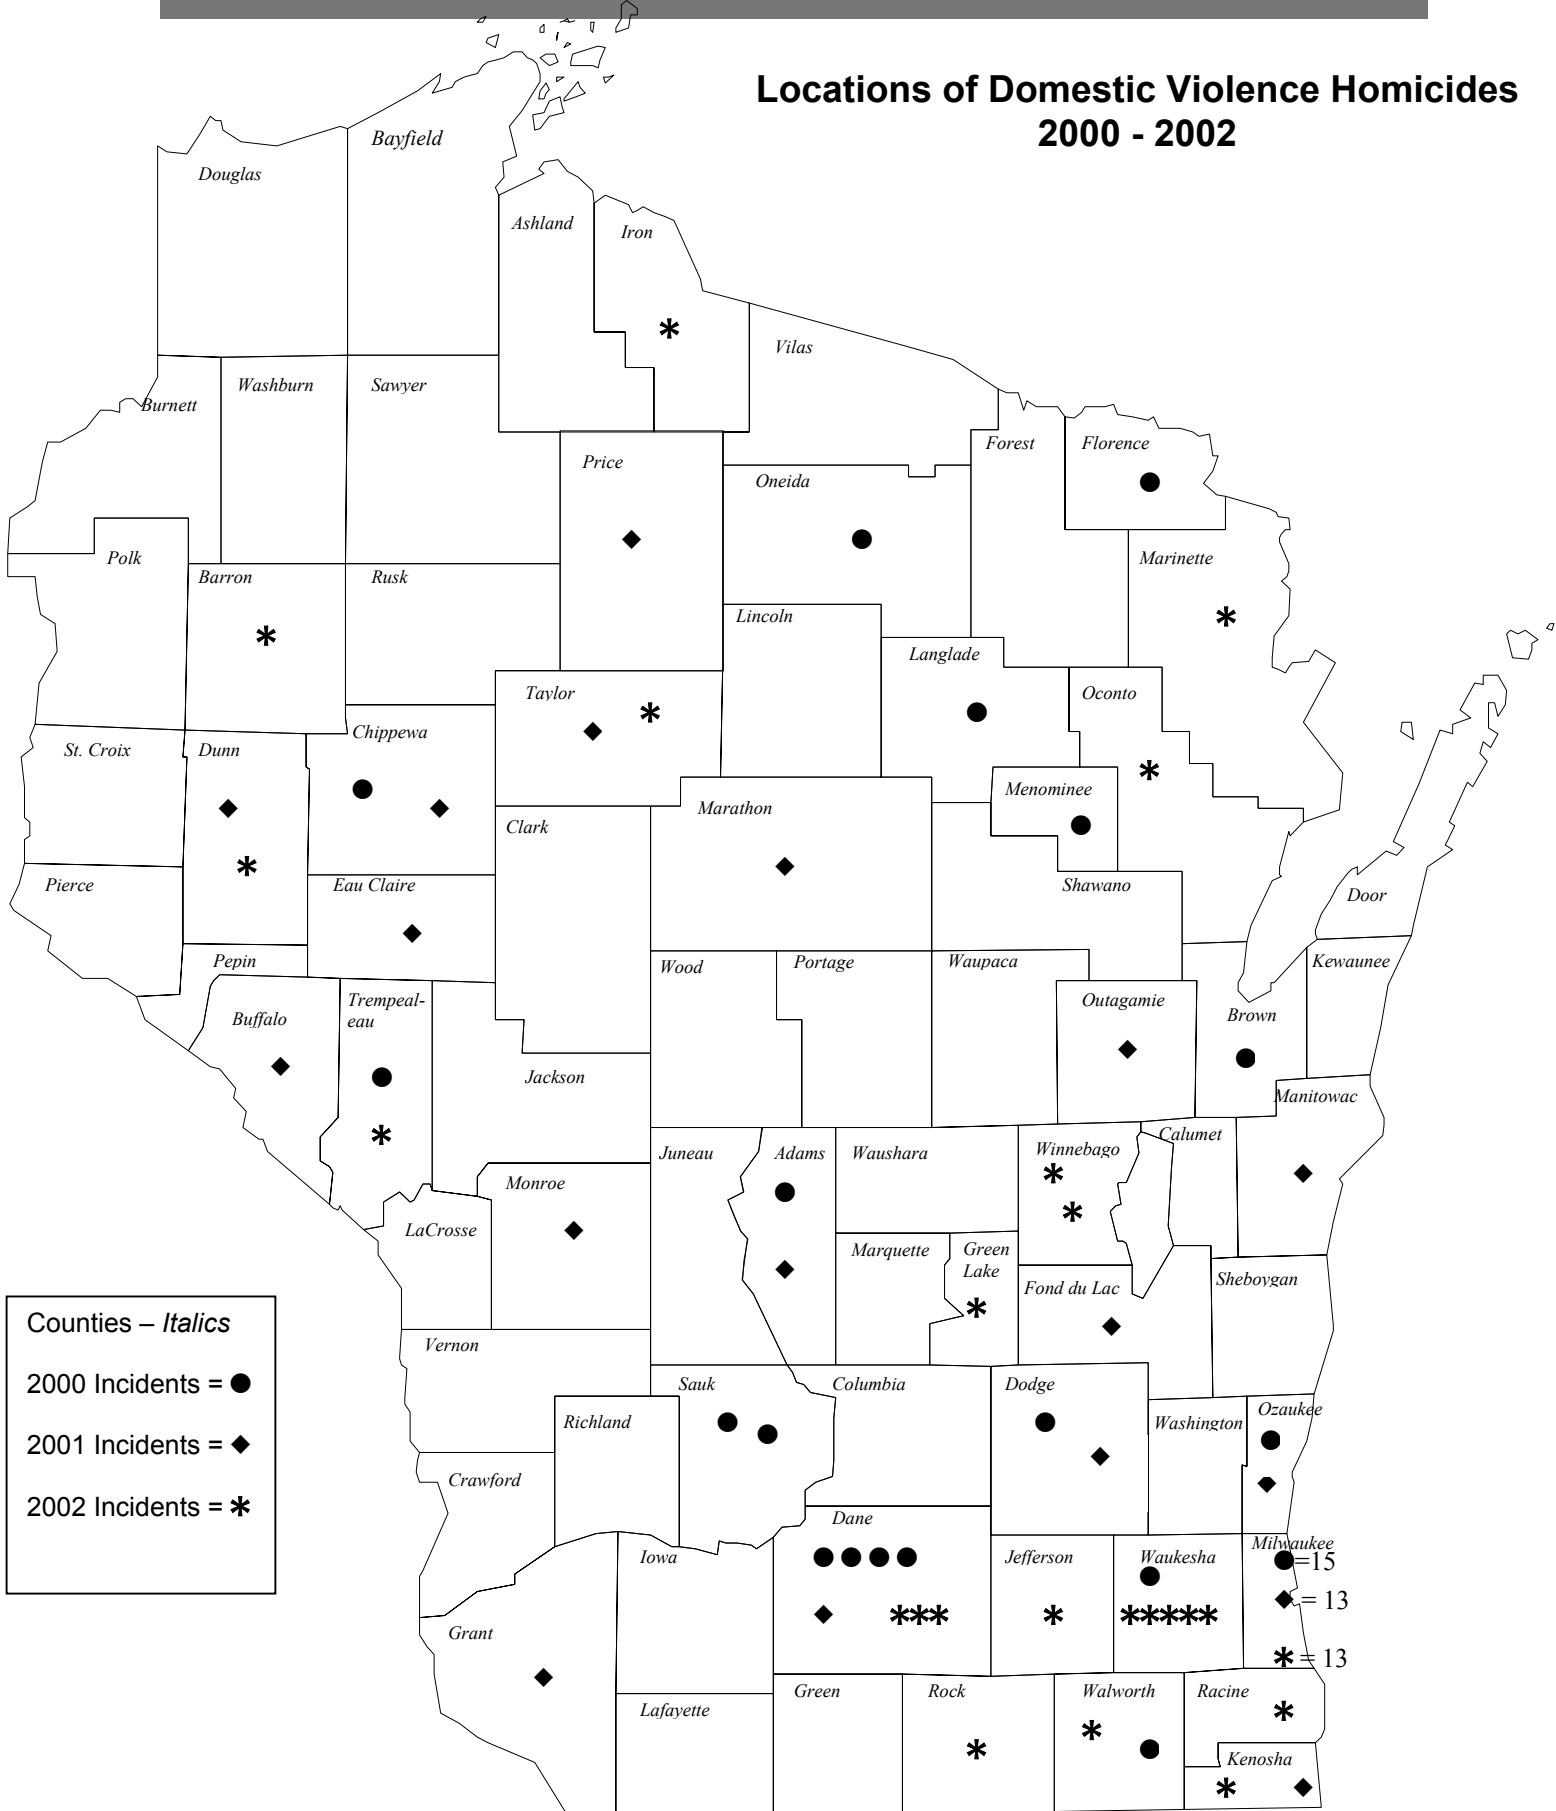 Locations of Domestic Violence Homicides
2000 - 2002
Bayfield
Douglas
Ashland
Iron
Vilas
Washburn
Sawyer
Burnett
Price
Forest
Florence
Oneida
Polk
Marinette
Barron
Rusk
Lincoln
Langlade
Taylor
Oconto
Chippewa
St. Croix
Dunn
Menominee
Marathon
Clark
Pierce
Eau Claire
Shawano
Door
Pepin
Wood
Portage
Waupaca
Kewaunee
Trempeal-
eau
Outagamie
Buffalo
Brown
Jackson
Manitowac
Calumet
Juneau
Adams
Waushara
Winnebago
Monroe
LaCrosse
Marquette
Green
Lake
Fond du Lac
Sheboygan
Counties – Italics
Vernon
2000 Incidents = ●
Sauk
Columbia
Dodge
Richland
Washington
Ozaukee
2001 Incidents = ◆
Crawford
2002 Incidents = *
Dane
Iowa
Jefferson
Waukesha
Milwaukee
=15
= 13
Grant
= 13
Lafayette
Green
Rock
Walworth
Racine
Kenosha